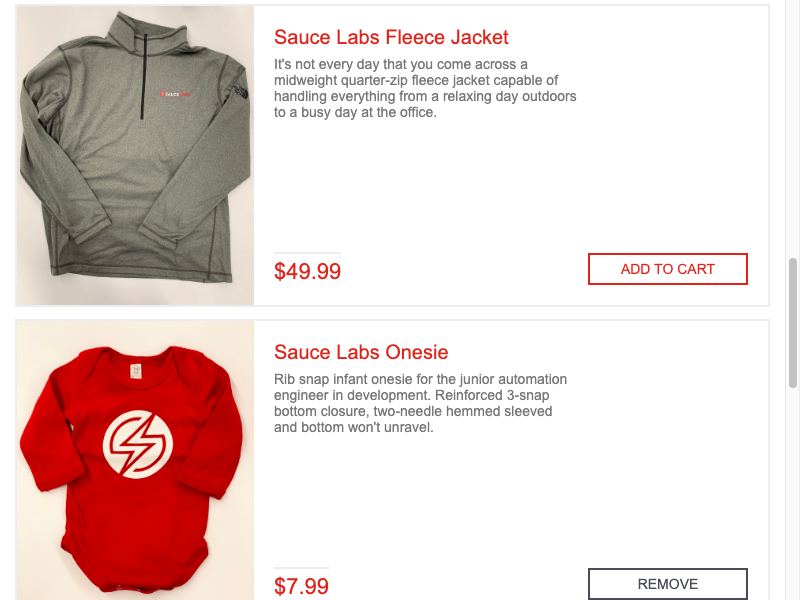 Sauce Labs Fleece Jacket
It's not every day that you come across a
midweight quarter-zip fleece jacket capable of
handling everything from a relaxing day outdoors
to a busy day at the office.
$49.99
ADD TO CART
Sauce Labs Onesie
Rib snap infant onesie for the junior automation
engineer in development. Reinforced 3-snap
bottom closure, two-needle hemmed sleeved
and bottom won't unravel.
$7.99
REMOVE